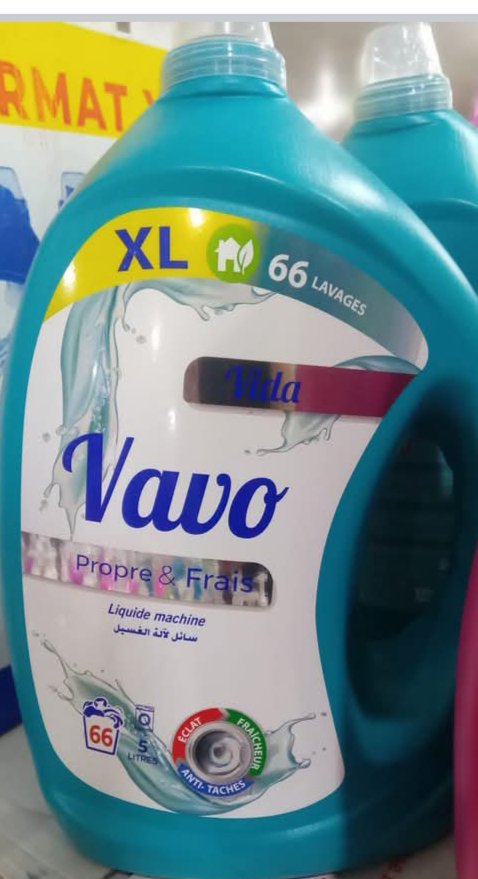 RMAT
XL
66 LAVAGES
Vida
Vavo
Propre & Frais
Liquide machine
سائل لآلة الغسيل
66
5
LITRES
ÉCLAT
FRAÎCHEUR
ANTI-TACHES